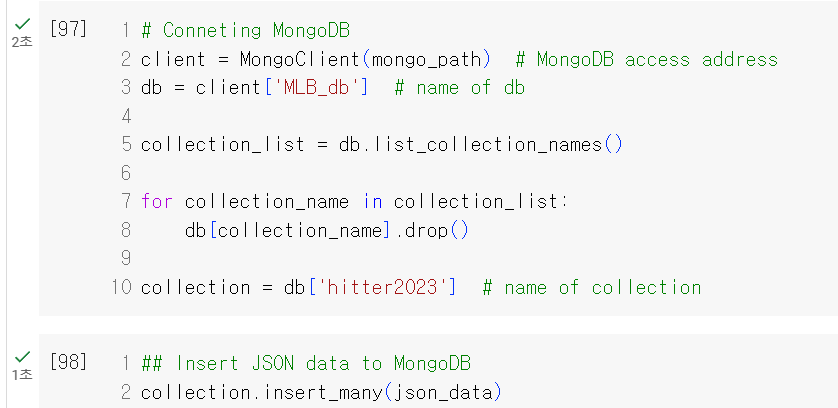 [97] 1 # Conneting MongoDB
2초 2 client = MongoClient(mongo_path)  # MongoDB access address
3 db = client['MLB_db']  # name of db
4
5 collection_list = db.list_collection_names()
6
7 for collection_name in collection_list:
8     db[collection_name].drop()
9
10 collection = db['hitter2023']  # name of collection
[98] 1 ## Insert JSON data to MongoDB
1초 2 collection.insert_many(json_data)